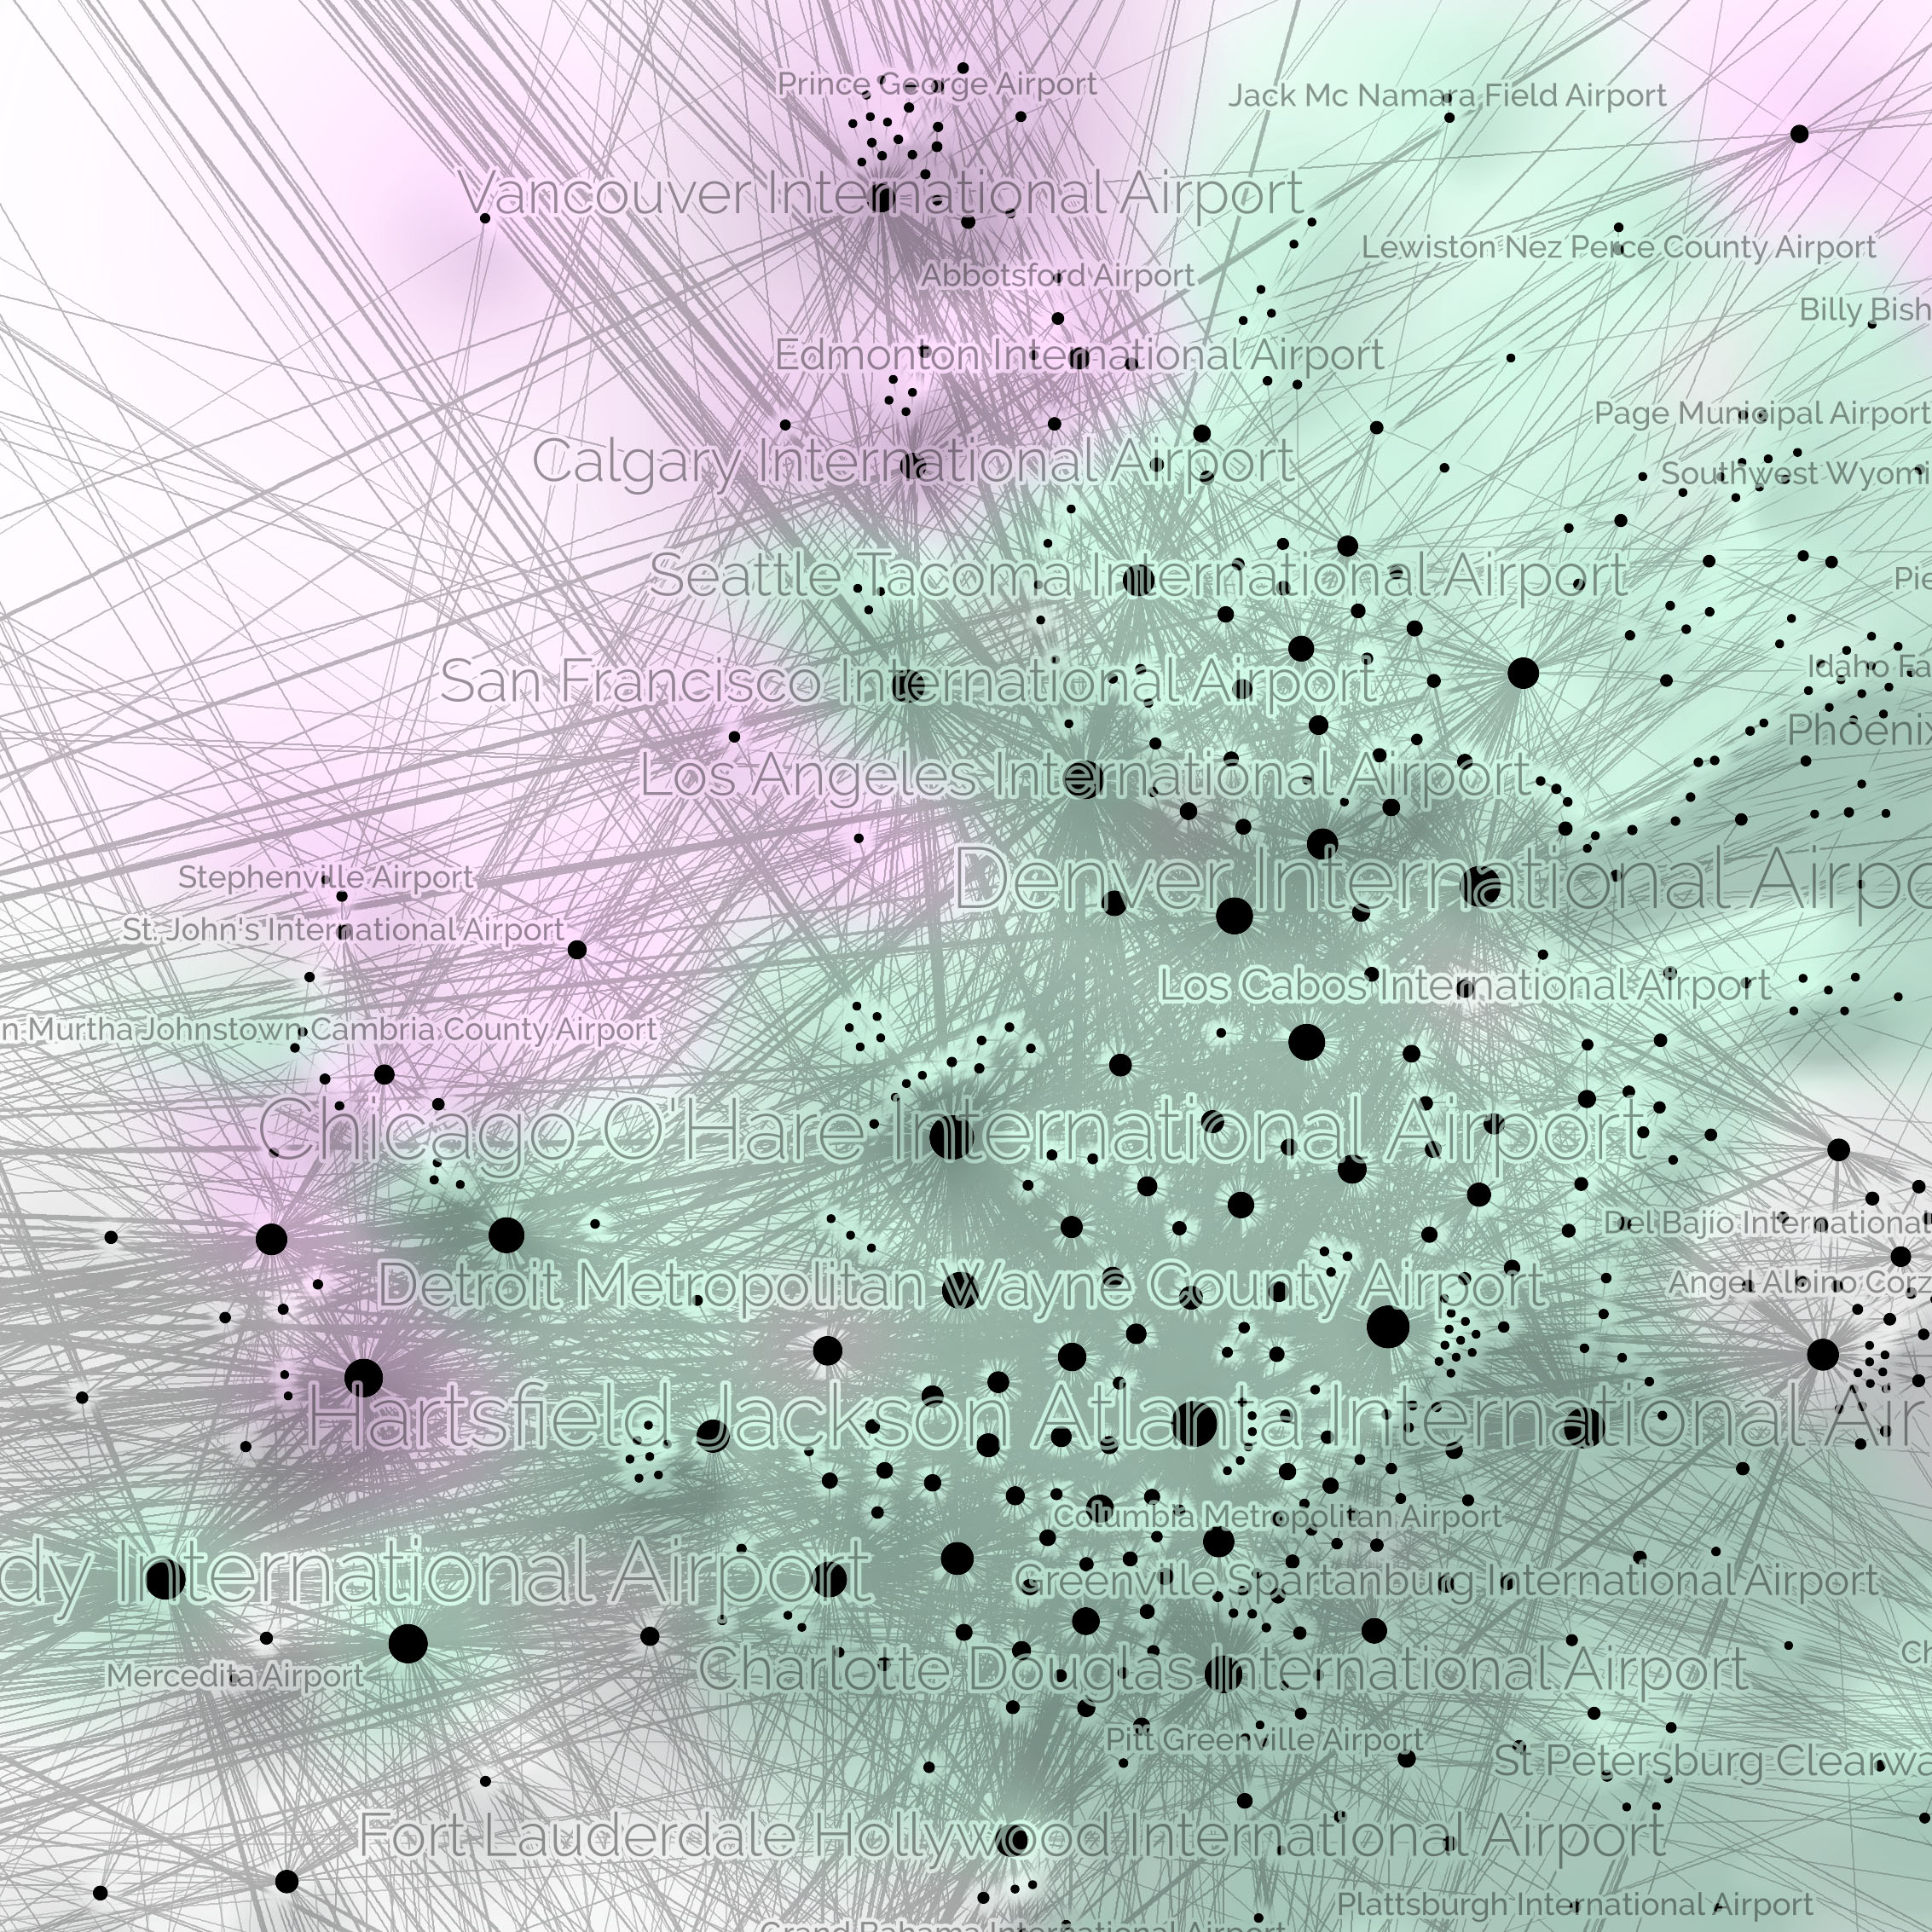 Prince George Airport
Jack Mc Namara Field Airport
Vancouver International Airport
Lewiston Nez Perce County Airport
Abbotsford Airport
Billy Bish
Edmonton International Airport
Page Municipal Airport
Calgary International Airport
Southwest Wyomi
Seattle Tacoma International Airport
Pie
Idaho Fa
San Francisco International Airport
Phoenix
Los Angeles International Airport
Stephenville Airport
Denver International Airpo
St. John's International Airport
Los Cabos International Airport
n Murtha Johnstown Cambria County Airport
Chicago O'Hare International Airport
Del Bajío International
Detroit Metropolitan Wayne County Airport
Angel Albino Corz
Hartsfield Jackson Atlanta International Air
Columbia Metropolitan Airport
dy International Airport
Greenville Spartanburg International Airport
Ch
Mercedita Airport
Charlotte Douglas International Airport
Pitt Greenville Airport
St Petersburg Clearwa
Fort Lauderdale Hollywood International Airport
Plattsburgh International Airport
Grand Bahama International Airport